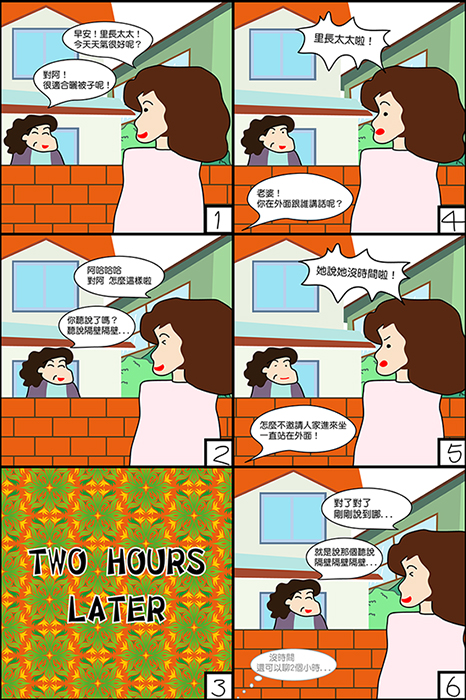 早安！里長太太！
今天天氣很好呢？
對阿！
很適合曬被子呢！
1
阿哈哈哈
對阿 怎麼這樣啦
你聽說了嗎？
聽說隔壁隔壁...
2
TWO HOURS
LATER
3
里長太太啦！
老婆！
你在外面跟誰講話呢？
4
她說她沒時間啦！
怎麼不邀請人家進來坐
一直站在外面！
5
對了對了
剛剛說到哪...
就是說那個聽說
隔壁隔壁隔壁...
沒時間
還可以聊2個小時...
6